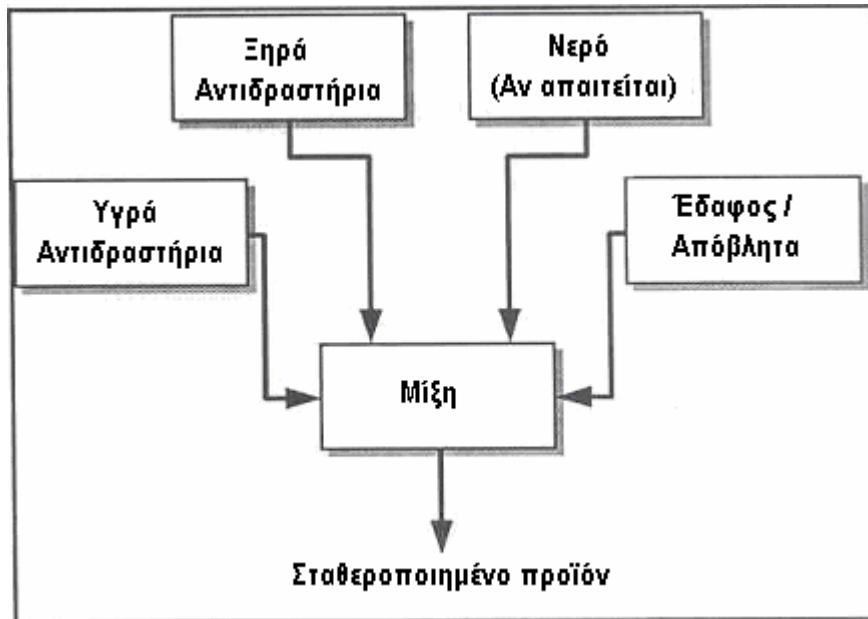 Ξηρά
Αντιδραστήρια
Νερό
(Αν απαιτείται)
Υγρά
Αντιδραστήρια
Έδαφος /
Απόβλητα
Μίξη
Σταθεροποιημένο προϊόν